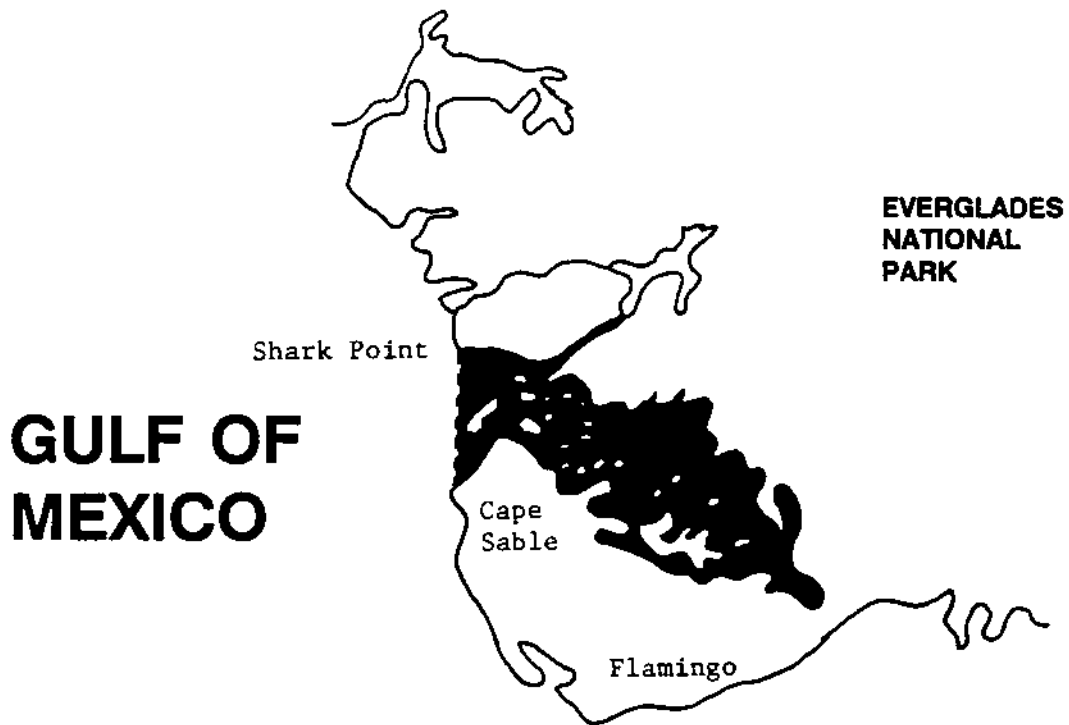 EVERGLADES
NATIONAL
PARK
Shark Point
GULF OF
MEXICO
Cape
Sable
Flamingo